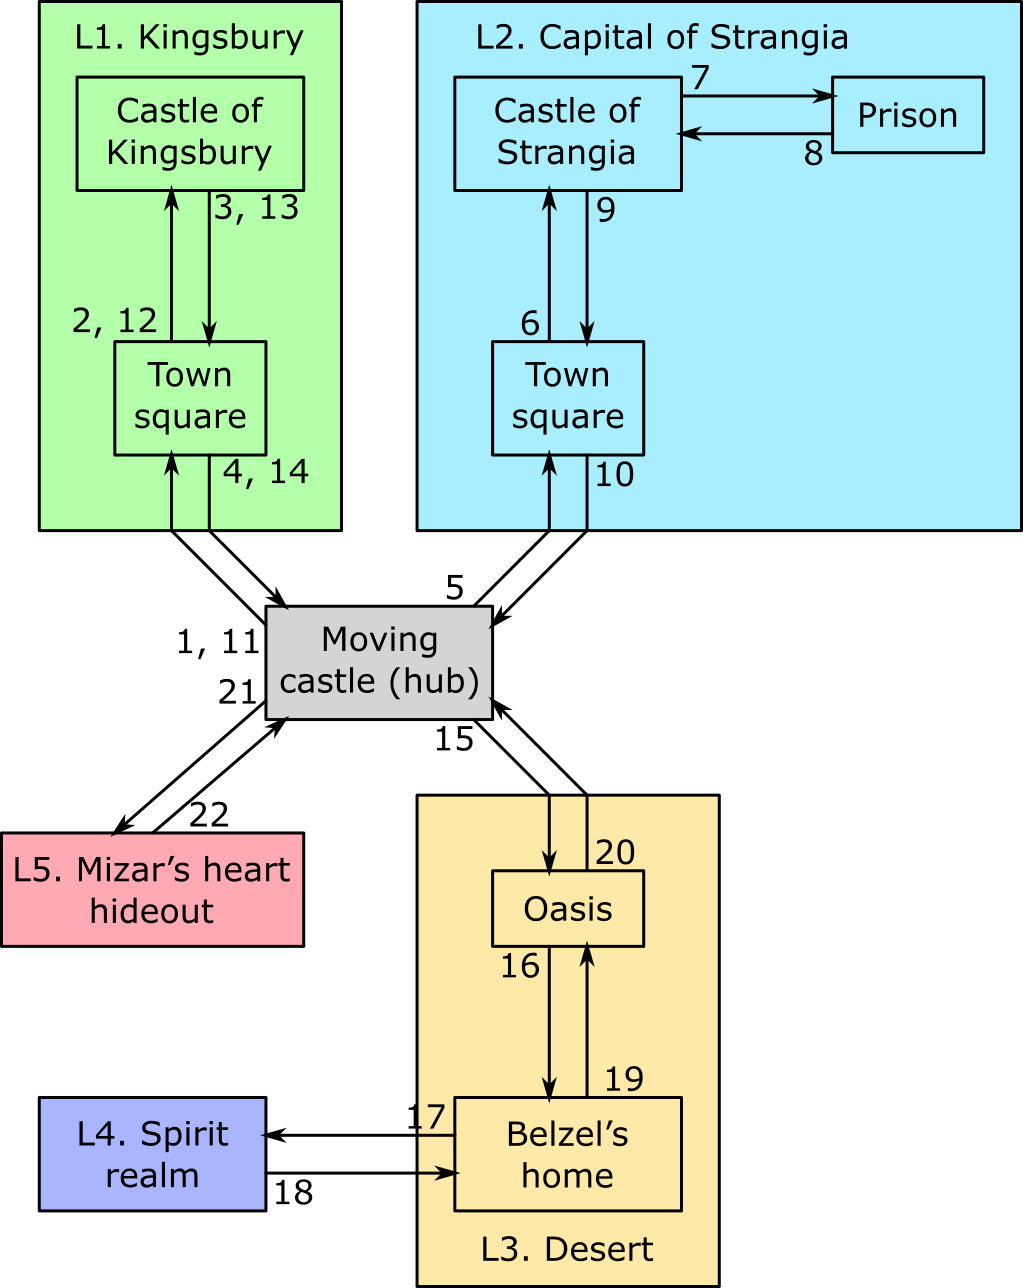 L1. Kingsbury
Castle of
Kingsbury
3, 13
2, 12
Town
square
4, 14
L2. Capital of Strangia
Castle of
Strangia
7
Prison
8
9
6
Town
square
10
5
1, 11
Moving
castle (hub)
21
15
22
L5. Mizar’s heart
hideout
20
Oasis
16
19
17
L4. Spirit
realm
18
Belzel’s
home
L3. Desert